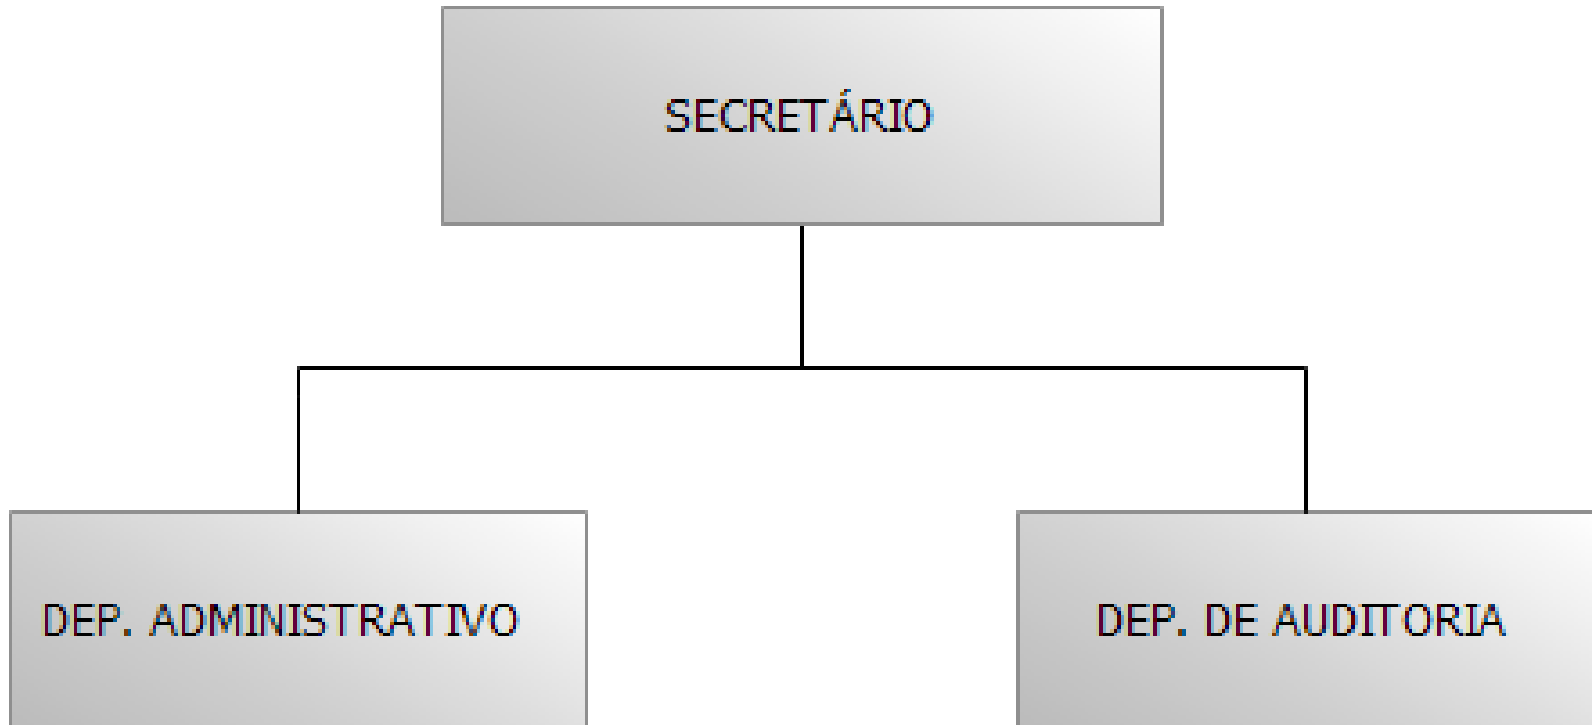 SECRETÁRIO
DEP. ADMINISTRATIVO
DEP. DE AUDITORIA